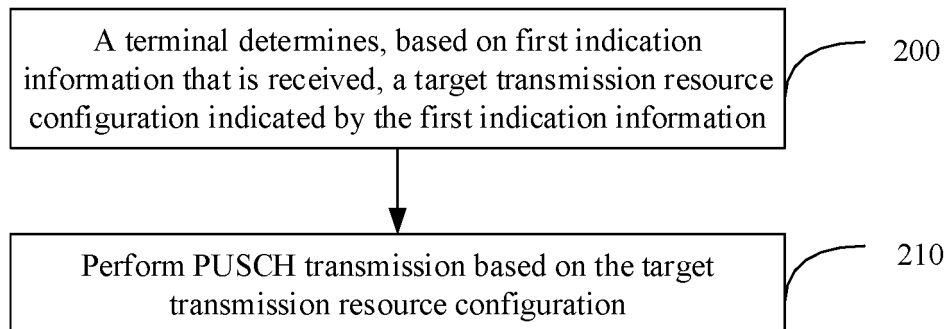 A terminal determines, based on first indication
information that is received, a target transmission resource
configuration indicated by the first indication information
200
Perform PUSCH transmission based on the target
transmission resource configuration
210